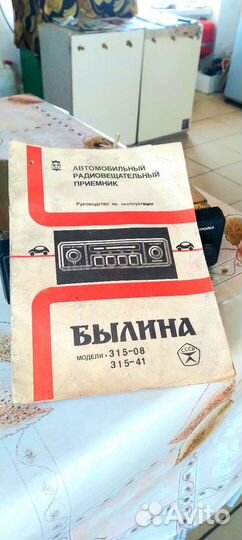 АВТОМОБИЛЬНЫЙ
РАДИОВЕЩАТЕЛЬНЫЙ
ПРИЕМНИК
Руководство по эксплуатации
БЫЛИНА
МОДЕЛИ: 315-08
315-41
СССР
Avito